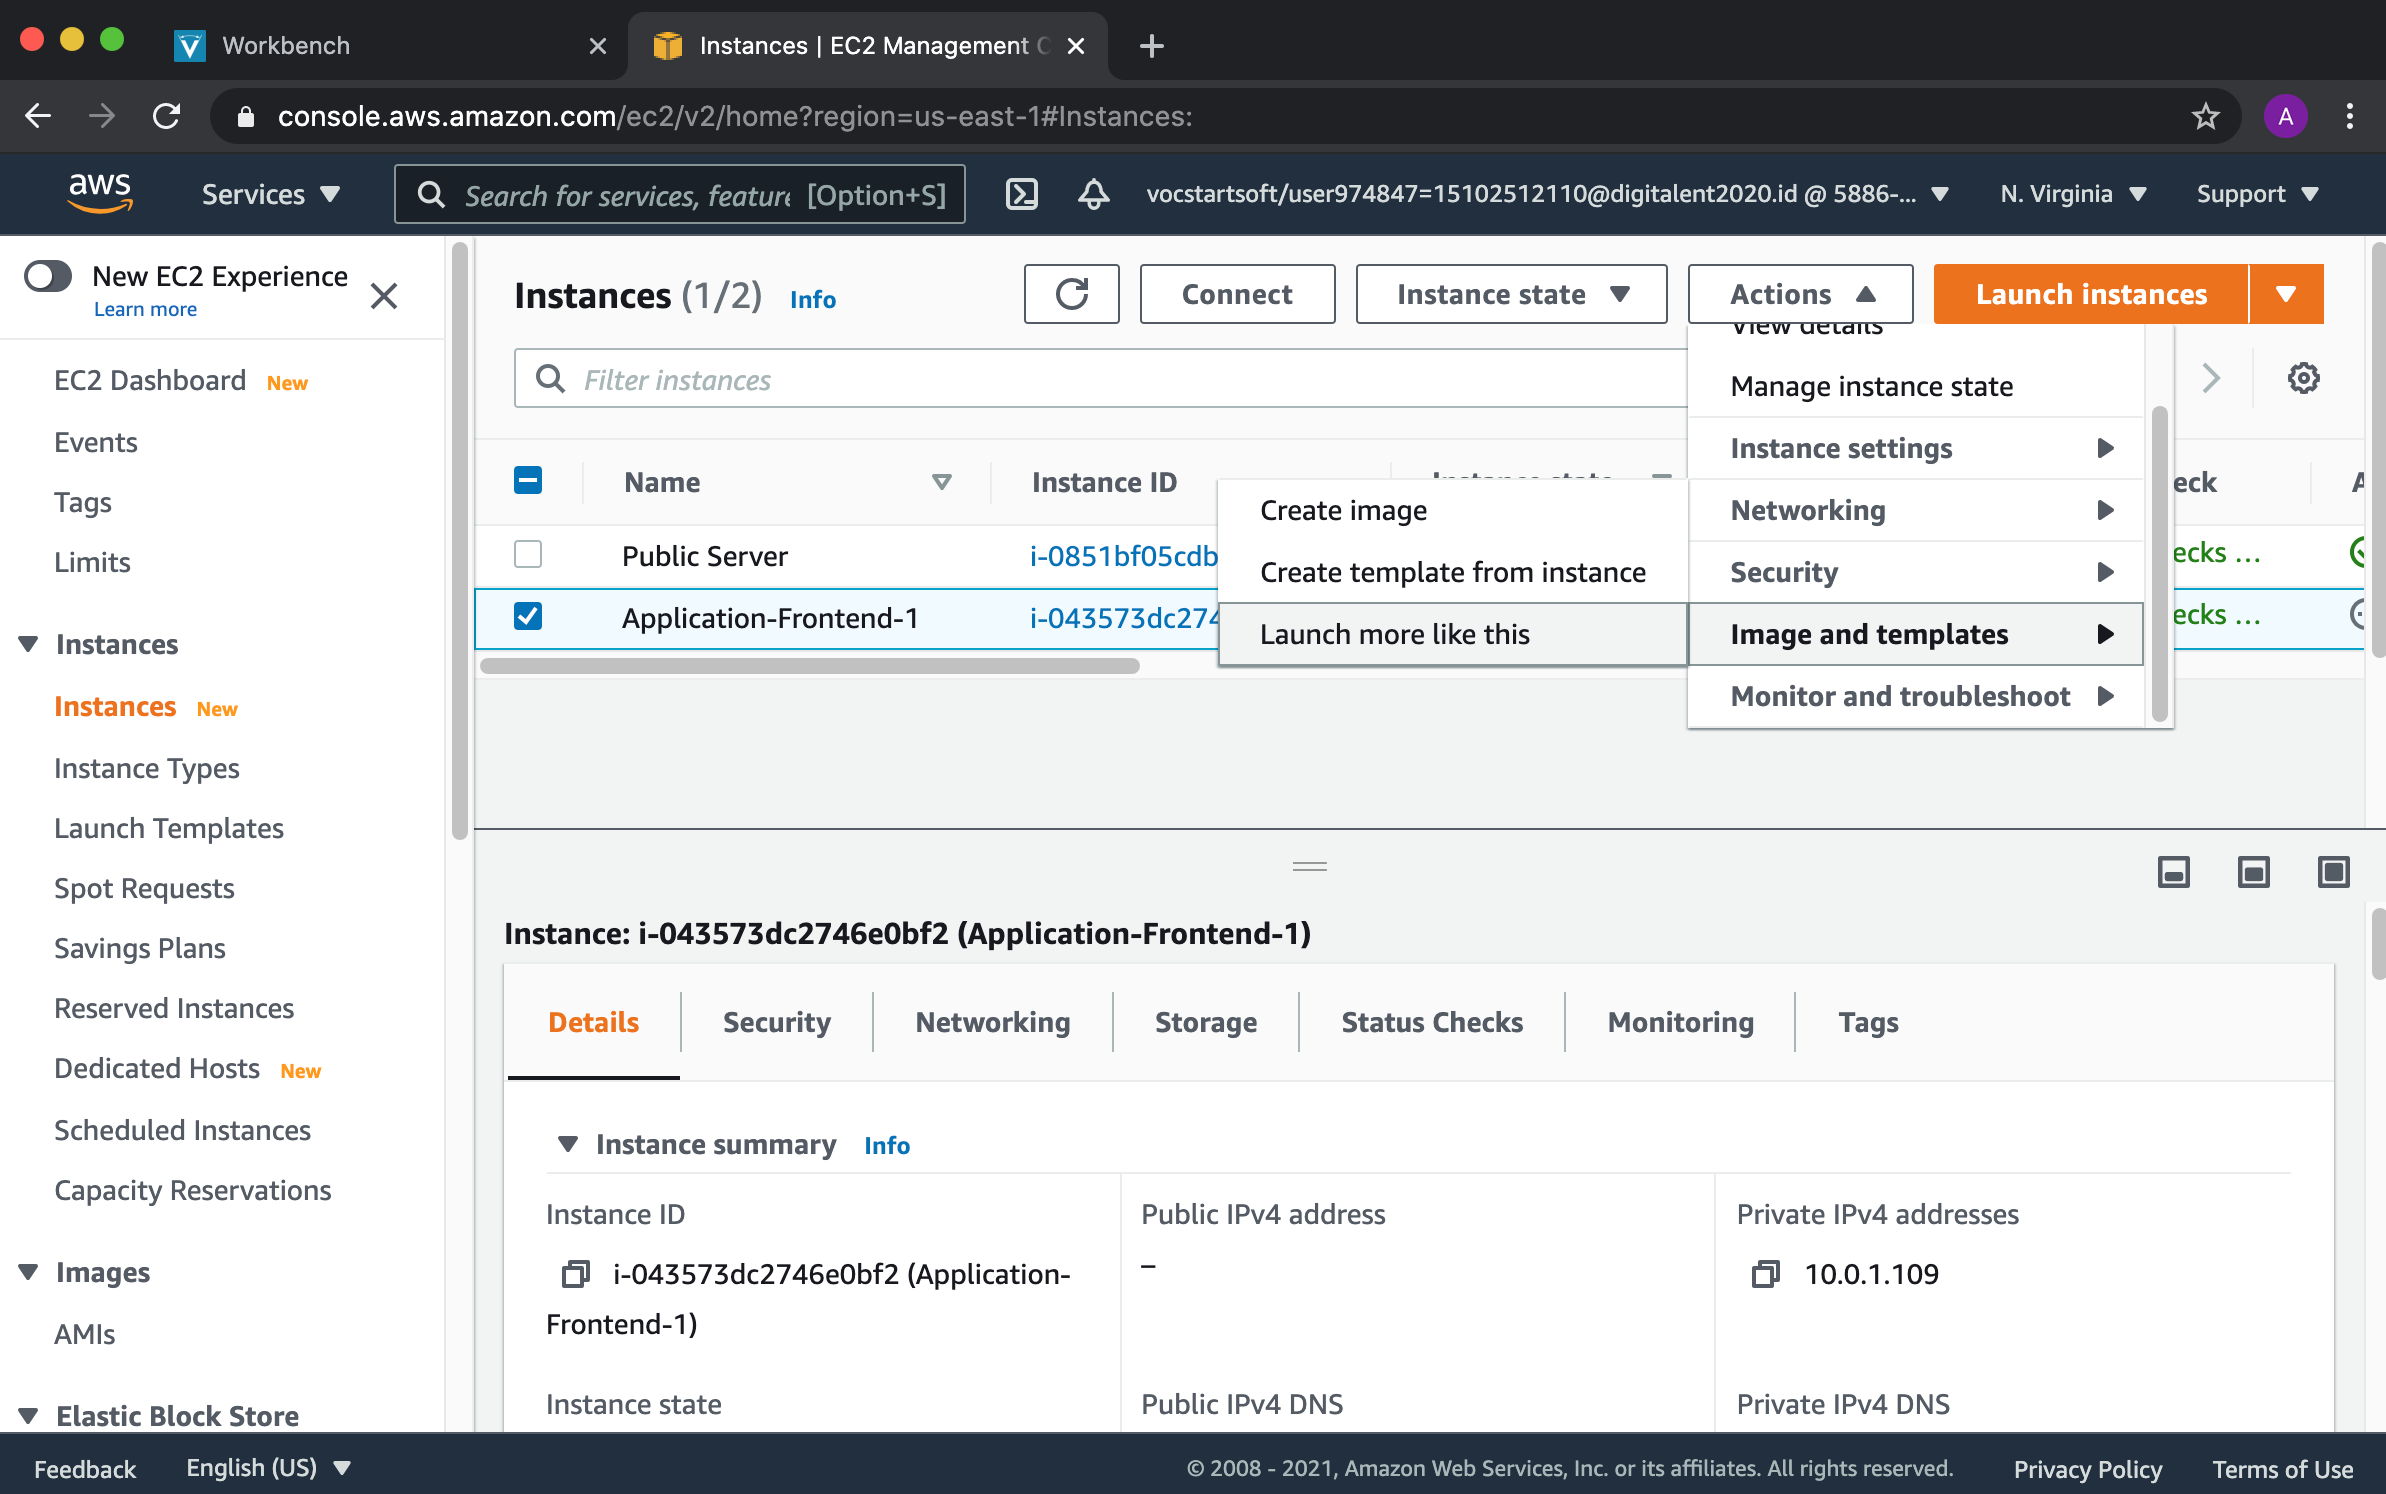 Workbench
Instances | EC2 Management C
console.aws.amazon.com/ec2/v2/home?region=us-east-1#Instances:
A
aws
Services
Search for services, feature [Option+S]
vocstartsoft/user974847=15102512110@digitalent2020.id @ 5886-...
N. Virginia
Support
New EC2 Experience
Learn more
EC2 Dashboard New
Events
Tags
Limits
Instances
Instances New
Instance Types
Launch Templates
Spot Requests
Savings Plans
Reserved Instances
Dedicated Hosts New
Scheduled Instances
Capacity Reservations
Images
AMIs
Elastic Block Store
Instances (1/2) Info
Connect
Instance state
Actions
Launch instances
Filter instances
View details
Manage instance state
Instance settings
Networking
Security
Image and templates
Monitor and troubleshoot
Create image
Create template from instance
Launch more like this
Name
Instance ID
Instance state
eck
A
Public Server
i-0851bf05cdb
ecks ...
Application-Frontend-1
i-043573dc274
ecks ...
Instance: i-043573dc2746e0bf2 (Application-Frontend-1)
Details
Security
Networking
Storage
Status Checks
Monitoring
Tags
Instance summary Info
Instance ID
i-043573dc2746e0bf2 (Application-
Frontend-1)
Public IPv4 address
–
Private IPv4 addresses
10.0.1.109
Instance state
Public IPv4 DNS
Private IPv4 DNS
Feedback
English (US)
© 2008 - 2021, Amazon Web Services, Inc. or its affiliates. All rights reserved.
Privacy Policy
Terms of Use